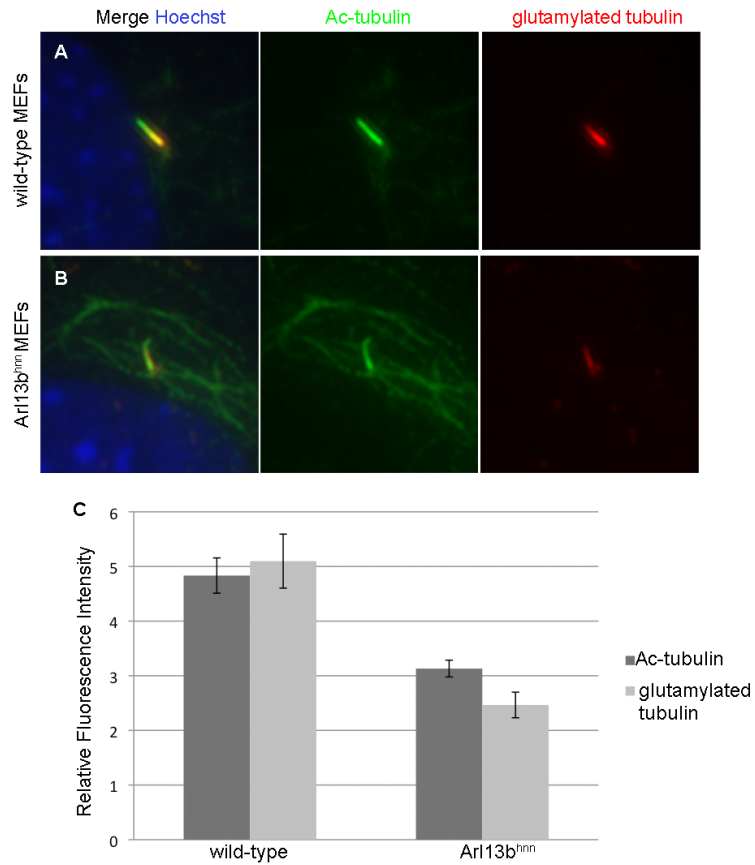 Merge Hoechst
Ac-tubulin
glutamylated tubulin
A
wild-type MEFs
B
Arl13bʰⁿⁿ MEFs
C
Relative Fluorescence Intensity
6
5
4
3
2
1
0
wild-type
Arl13bʰⁿⁿ
Ac-tubulin
glutamylated
tubulin